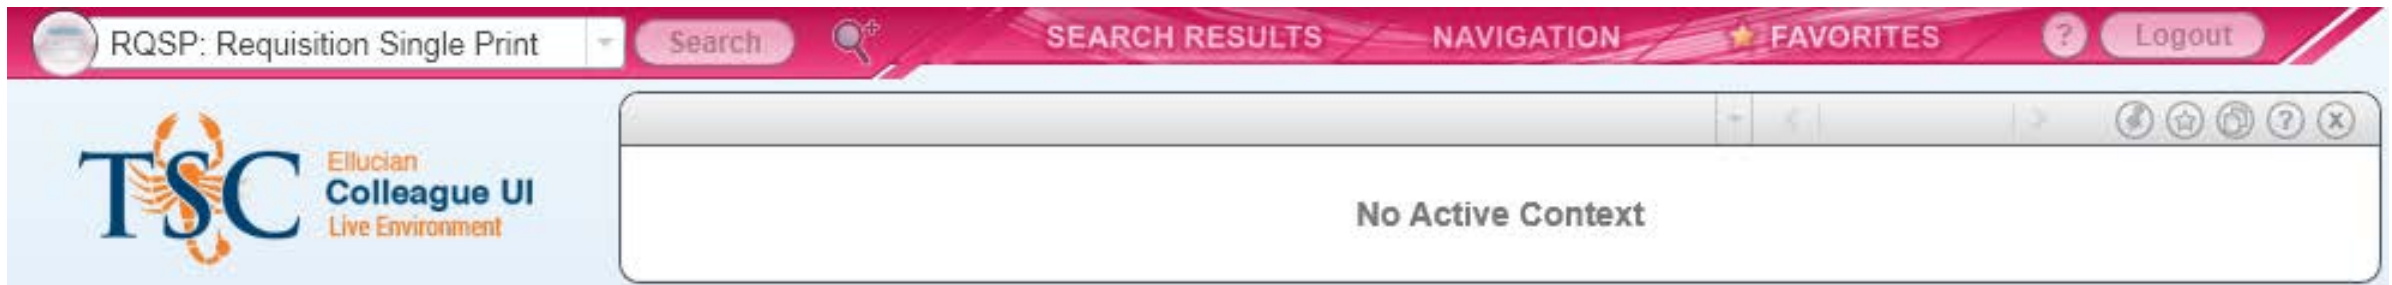 RQSP: Requisition Single Print Search SEARCH RESULTS NAVIGATION FAVORITES ? Logout
? X
TSC
Ellucian
Colleague UI
Live Environment
No Active Context